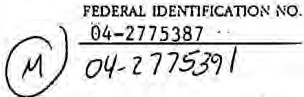 FEDERAL IDENTIFICATION NO.
04-2775387
M 04-2775391